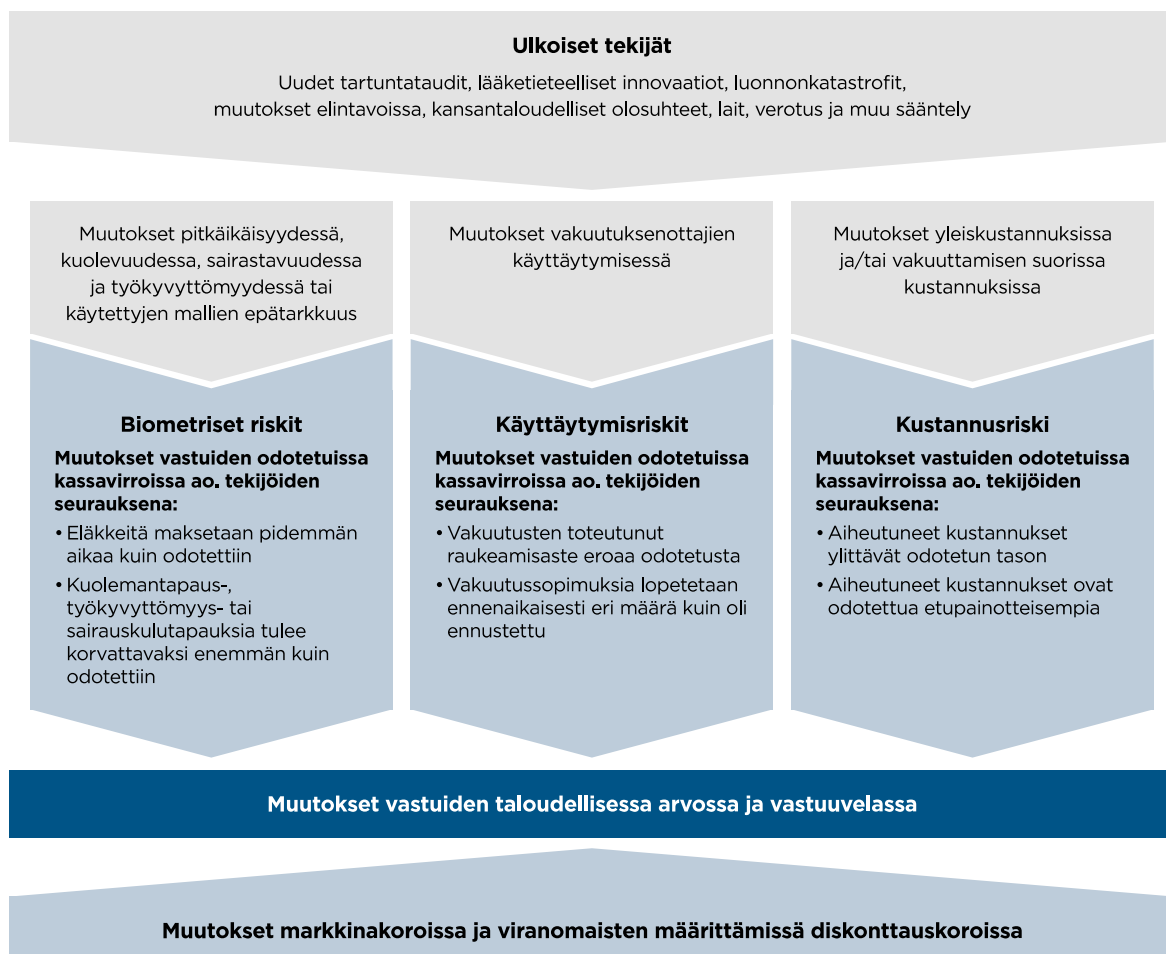 Ulkoiset tekijät
Uudet tartuntataudit, lääketieteelliset innovaatiot, luonnonkatastrofit,
muutokset elintavoissa, kansantaloudelliset olosuhteet, lait, verotus ja muu sääntely
Muutokset pitkäikäisyydessä,
kuolevuudessa, sairastavuudessa
ja työkyvyttömyydessä tai
käytettyjen mallien epätarkkuus
Muutokset vakuutuksenottajien
käyttäytymisessä
Muutokset yleiskustannuksissa
ja/tai vakuuttamisen suorissa
kustannuksissa
Biometriset riskit
Muutokset vastuiden odotetuissa
kassavirroissa ao. tekijöiden
seurauksena:
• Eläkkeitä maksetaan pidemmän
aikaa kuin odotettiin
• Kuolemantapaus-,
työkyvyttömyys- tai
sairauskulutapauksia tulee
korvattavaksi enemmän kuin
odotettiin
Käyttäytymisriskit
Muutokset vastuiden odotetuissa
kassavirroissa ao. tekijöiden
seurauksena:
• Vakuutusten toteutunut
raukeamisaste eroaa odotetusta
• Vakuutussopimuksia lopetetaan
ennenaikaisesti eri määrä kuin oli
ennustettu
Kustannusriski
Muutokset vastuiden odotetuissa
kassavirroissa ao. tekijöiden
seurauksena:
• Aiheutuneet kustannukset
ylittävät odotetun tason
• Aiheutuneet kustannukset ovat
odotettua etupainotteisempia
Muutokset vastuiden taloudellisessa arvossa ja vastuuvelassa
Muutokset markkinakoroissa ja viranomaisten määrittämissä diskonttauskoroissa